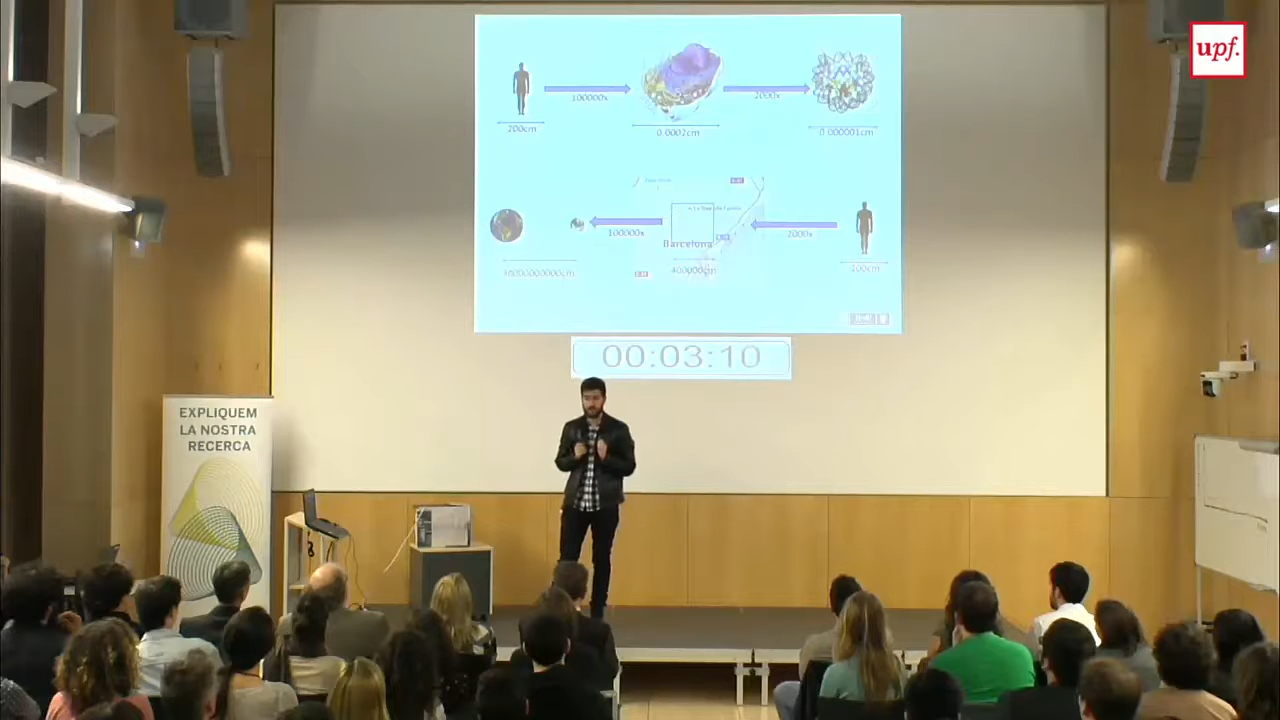 upf.
100000x
2000x
200cm
0.0002cm
0.000001cm
100000x
Barcelona
2000x
400000cm
200cm
00:03:10
EXPLIQUEM
LA NOSTRA
RECERCA